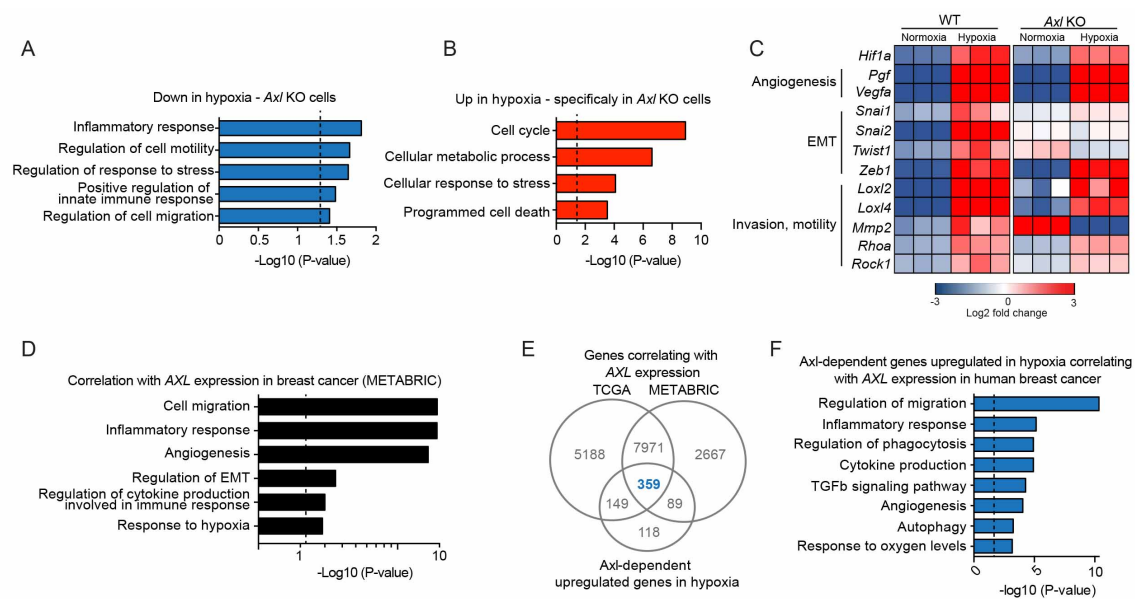 A
Down in hypoxia - Axl KO cells
Inflammatory response
Regulation of cell motility
Regulation of response to stress
Positive regulation of
innate immune response
Regulation of cell migration
0 0.5 1 1.5 2
-Log10 (P-value)
B
Up in hypoxia - specificaly in Axl KO cells
Cell cycle
Cellular metabolic process
Cellular response to stress
Programmed cell death
0 2 4 6 8 10
-Log10 (P-value)
C
WT Axl KO
Normoxia Hypoxia Normoxia Hypoxia
Hif1a
Angiogenesis
Pgf
Vegfa
EMT
Snai1
Snai2
Twist1
Zeb1
Invasion, motility
Loxl2
Loxl4
Mmp2
Rhoa
Rock1
-3 0 3
Log2 fold change
D
Correlation with AXL expression in breast cancer (METABRIC)
Cell migration
Inflammatory response
Angiogenesis
Regulation of EMT
Regulation of cytokine production
involved in immune response
Response to hypoxia
1 10
-Log10 (P-value)
E
Genes correlating with
AXL expression
TCGA METABRIC
5188 7971 2667
359
149 89
118
Axl-dependent
upregulated genes in hypoxia
F
Axl-dependent genes upregulated in hypoxia correlating
with AXL expression in human breast cancer
Regulation of migration
Inflammatory response
Regulation of phagocytosis
Cytokine production
TGFb signaling pathway
Angiogenesis
Autophagy
Response to oxygen levels
0 5 10
-log10 (P-value)